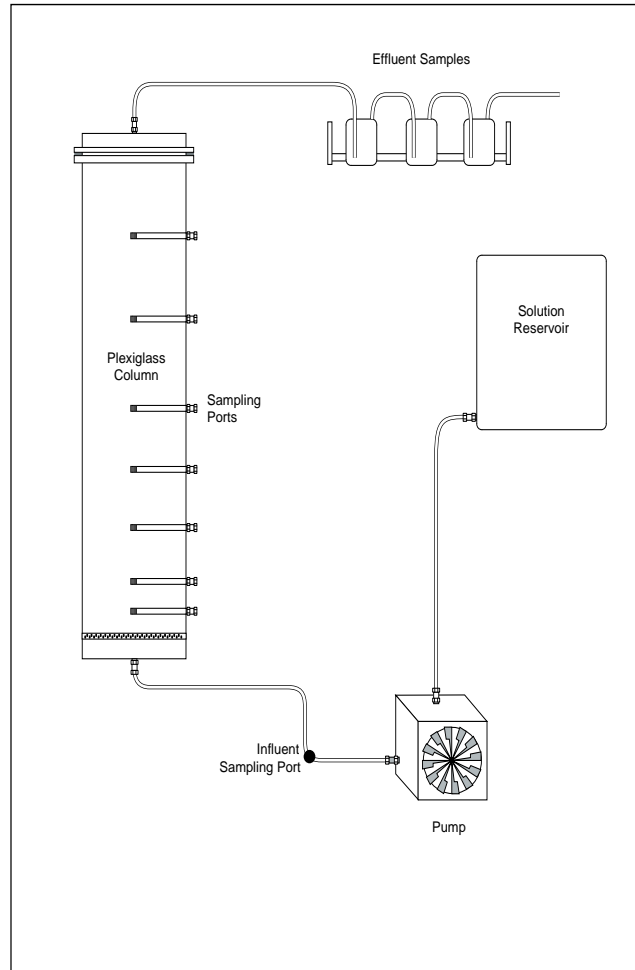 Effluent Samples
Solution
Reservoir
Plexiglass
Column
Sampling
Ports
Influent
Sampling Port
Pump